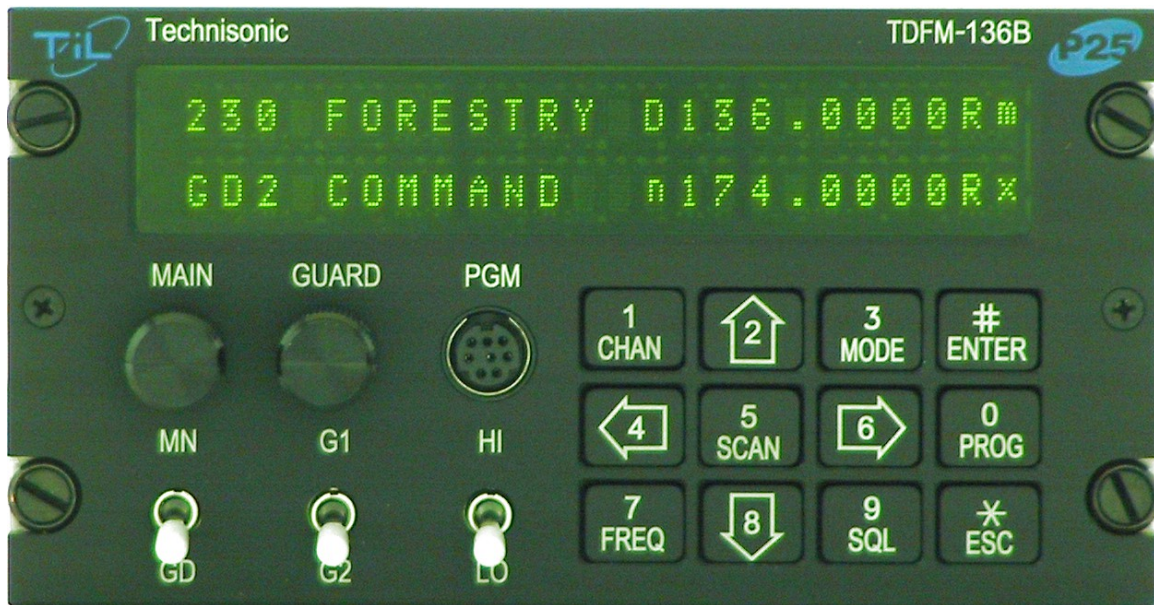 TiL Technisonic TDFM-136B P25
230 FORESTRY D136.0000Rm
GD2 COMMAND n174.0000Rx
MAIN GUARD PGM
1 2 3 #
CHAN MODE ENTER
MN G1 HI
4 5 6 0
SCAN PROG
7 8 9 *
FREQ SQL ESC
GD G2 LO